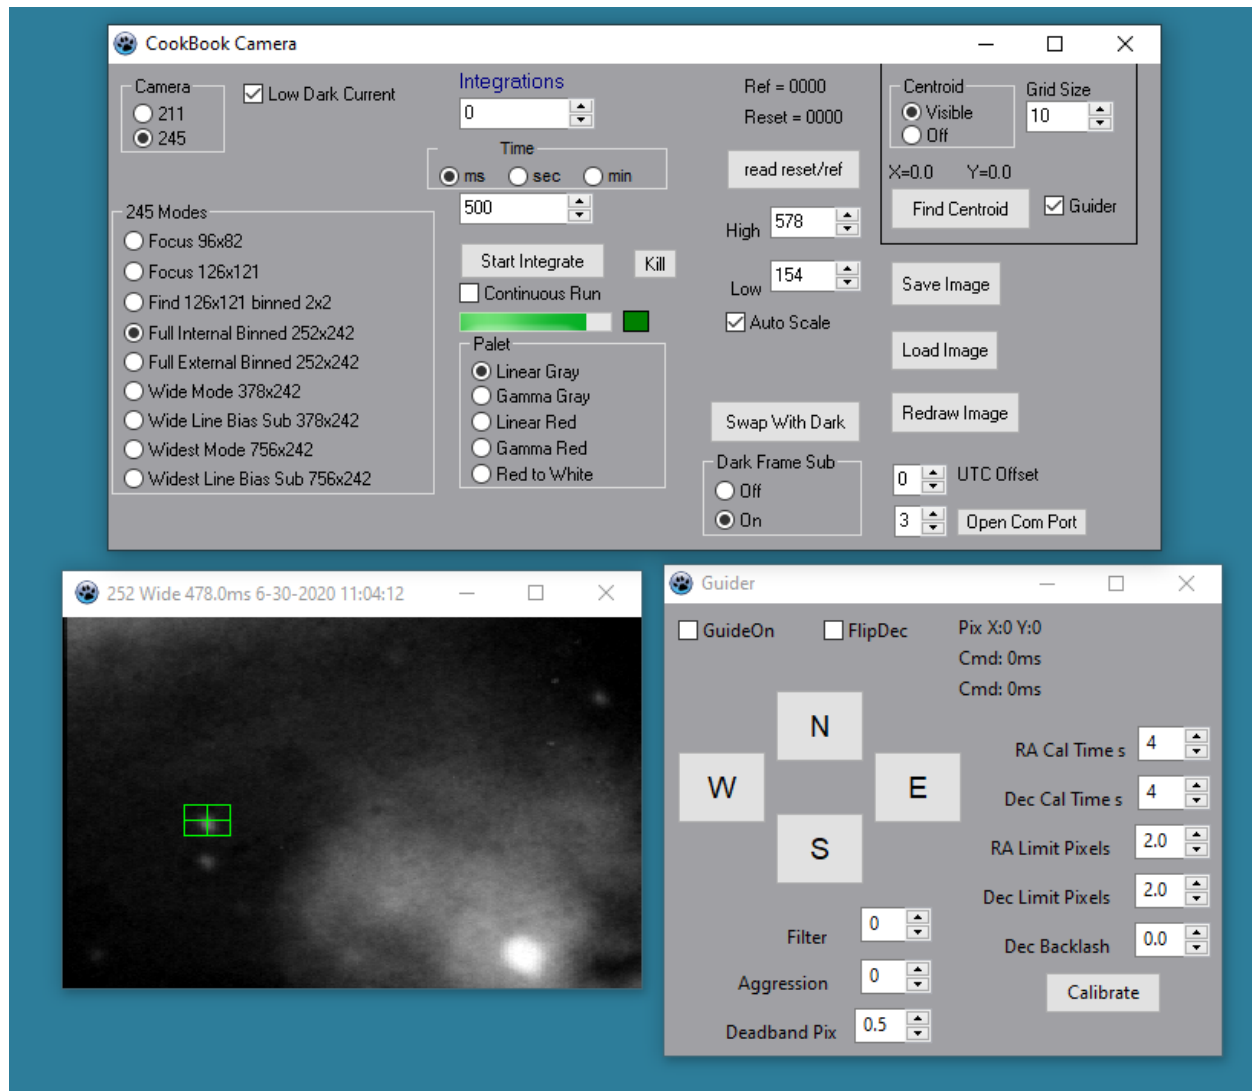 CookBook Camera
Camera
211
245
Low Dark Current
Integrations
0
Time
ms sec min
500
Start Integrate Kill
Continuous Run
245 Modes
Focus 96x82
Focus 126x121
Find 126x121 binned 2x2
Full Internal Binned 252x242
Full External Binned 252x242
Wide Mode 378x242
Wide Line Bias Sub 378x242
Widest Mode 756x242
Widest Line Bias Sub 756x242
Palet
Linear Gray
Gamma Gray
Linear Red
Gamma Red
Red to White
Ref = 0000
Reset = 0000
read reset/ref
High 578
Low 154
Auto Scale
Swap With Dark
Dark Frame Sub
Off
On
Centroid
Visible
Off
Grid Size
10
X=0.0 Y=0.0
Find Centroid Guider
Save Image
Load Image
Redraw Image
0 UTC Offset
3 Open Com Port
252 Wide 478.0ms 6-30-2020 11:04:12
Guider
GuideOn FlipDec
Pix X:0 Y:0
Cmd: 0ms
Cmd: 0ms
N
W E
S
RA Cal Time s 4
Dec Cal Time s 4
RA Limit Pixels 2.0
Dec Limit Pixels 2.0
Dec Backlash 0.0
Calibrate
Filter 0
Aggression 0
Deadband Pix 0.5